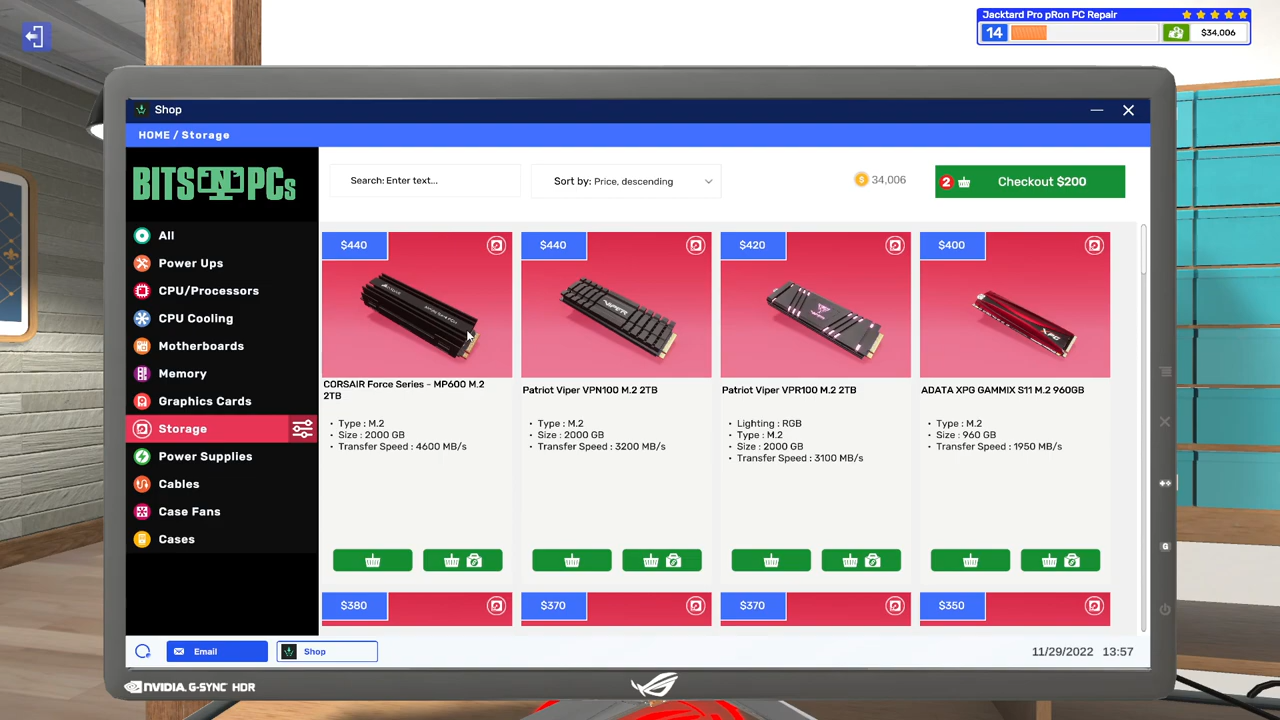 Jacktard Pro pRon PC Repair
14
$34,006
Shop
HOME / Storage
BITS N PCs
Search: Enter text...
Sort by: Price, descending
34,006
2
Checkout $200
All
Power Ups
CPU/Processors
CPU Cooling
Motherboards
Memory
Graphics Cards
Storage
Power Supplies
Cables
Case Fans
Cases
$440
CORSAIR Force Series - MP600 M.2
2TB
• Type : M.2
• Size : 2000 GB
• Transfer Speed : 4600 MB/s
$440
VIPER
Patriot Viper VPN100 M.2 2TB
• Type : M.2
• Size : 2000 GB
• Transfer Speed : 3200 MB/s
$420
Patriot Viper VPR100 M.2 2TB
• Lighting : RGB
• Type : M.2
• Size : 2000 GB
• Transfer Speed : 3100 MB/s
$400
XPG
ADATA XPG GAMMIX S11 M.2 960GB
• Type : M.2
• Size : 960 GB
• Transfer Speed : 1950 MB/s
$380
$370
$370
$350
Email
Shop
11/29/2022 13:57
NVIDIA G-SYNC HDR
G